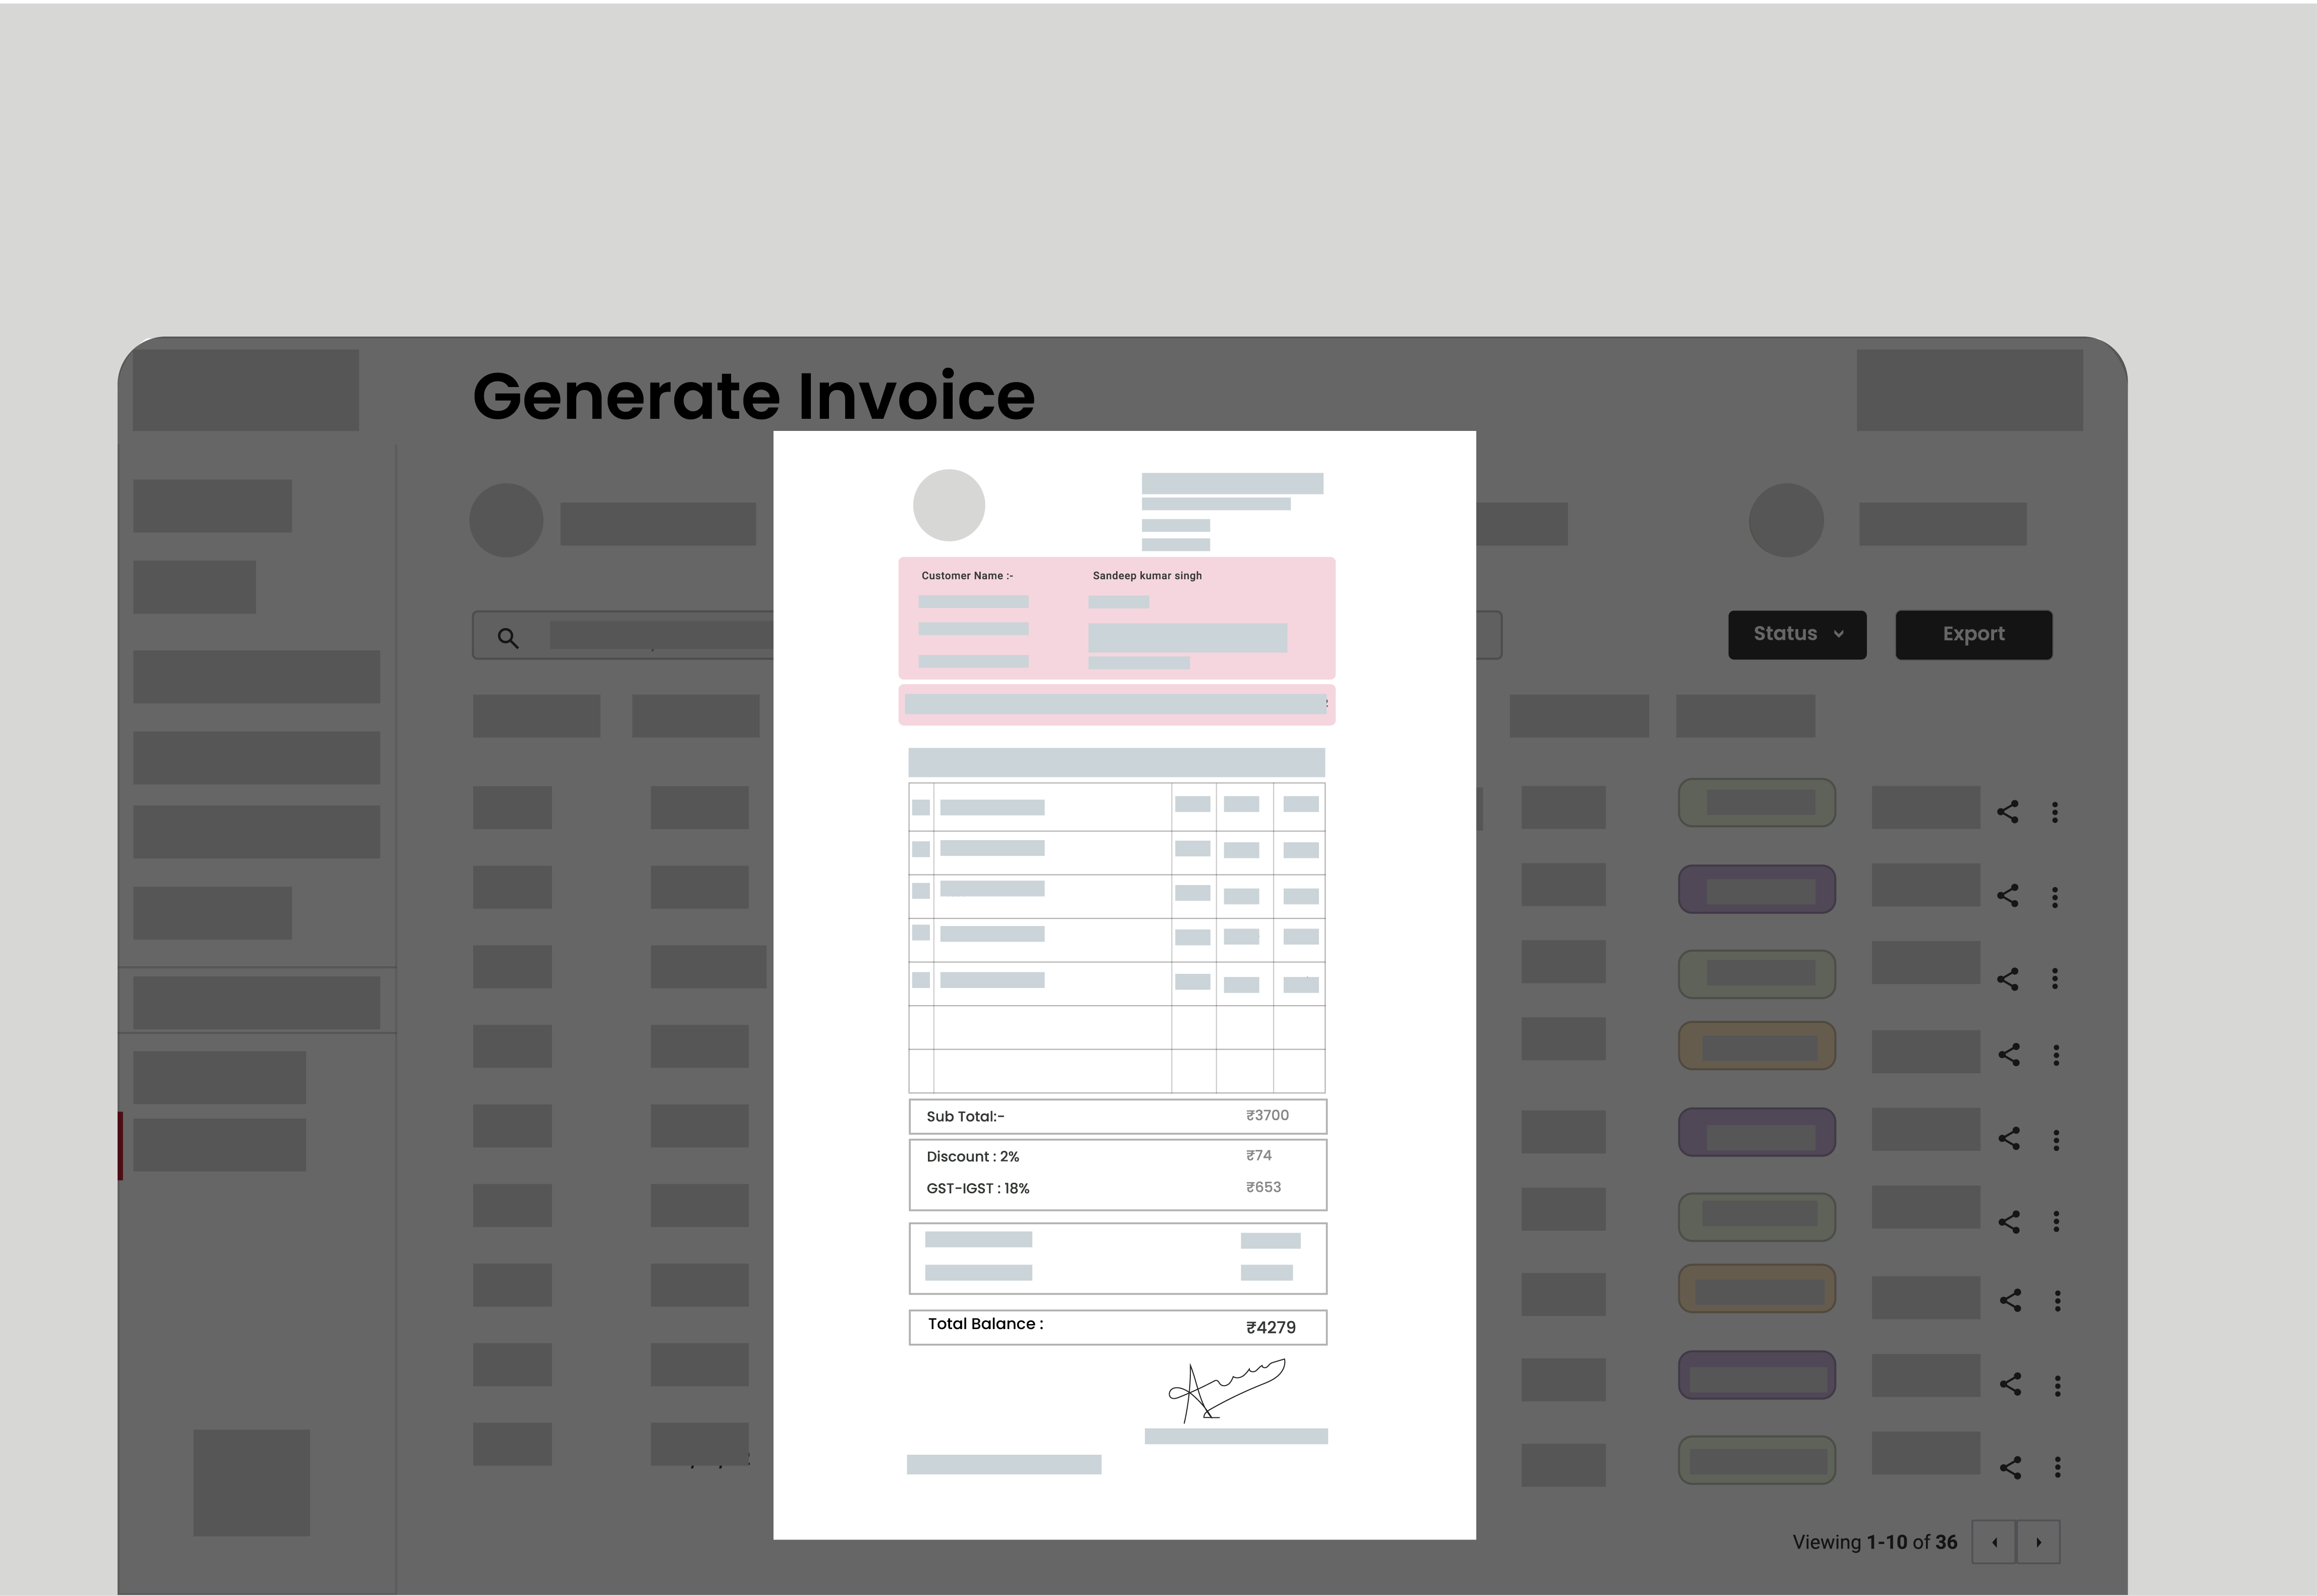 Generate Invoice
Customer Name :- Sandeep kumar singh
Status Export
Sub Total:- ₹3700
Discount : 2% ₹74
GST-IGST : 18% ₹653
Total Balance : ₹4279
Viewing 1-10 of 36